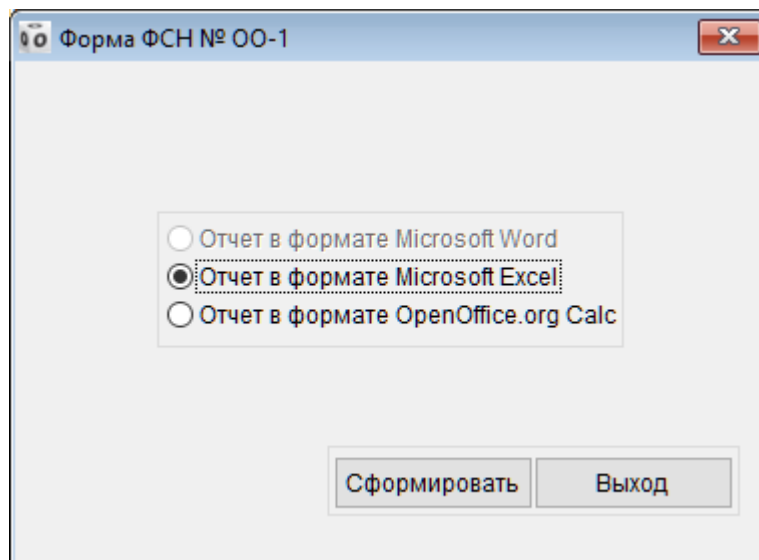 Форма ФСН № ОО-1
Отчет в формате Microsoft Word
Отчет в формате Microsoft Excel
Отчет в формате OpenOffice.org Calc
Сформировать Выход